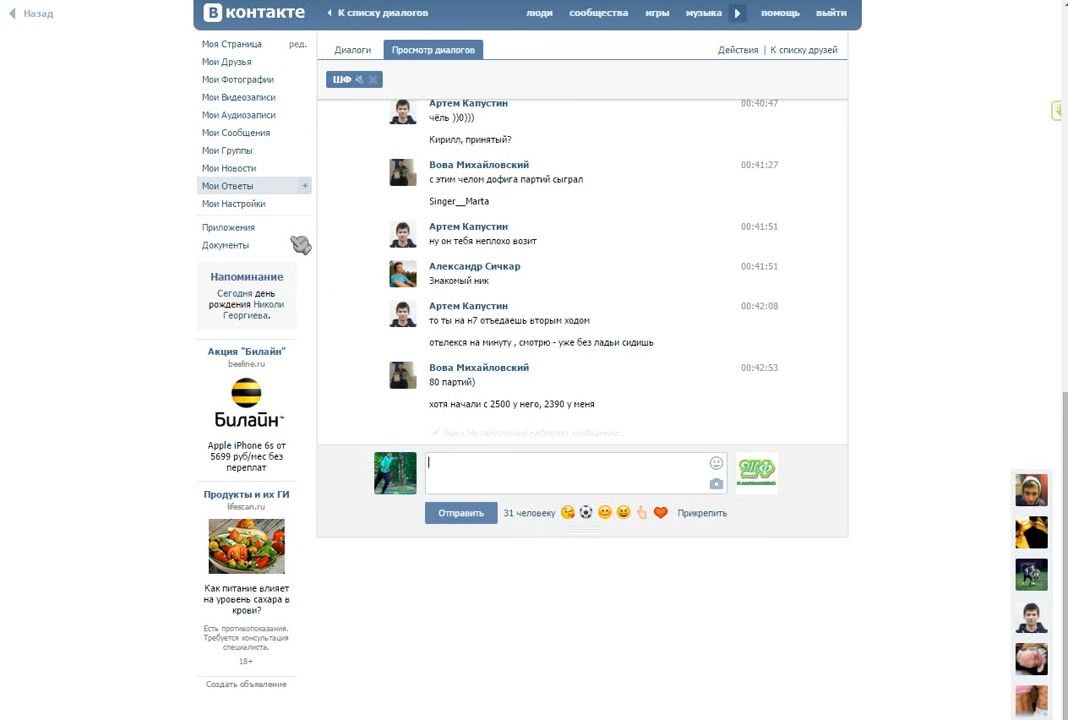 Назад
В контакте
К списку диалогов
люди сообщества игры музыка помощь выйти
Моя Страница ред.
Мои Друзья
Мои Фотографии
Мои Видеозаписи
Мои Аудиозаписи
Мои Сообщения
Мои Группы
Мои Новости
Мои Ответы +
Мои Настройки
Приложения
Документы
Напоминание
Сегодня день
рождения Николи
Георгиева.
Акция "Билайн"
beeline.ru
Билайн™
Apple iPhone 6s от
5699 руб/мес без
переплат
Продукты и их ГИ
lifescan.ru
Как питание влияет
на уровень сахара в
крови?
Есть противопоказания.
Требуется консультация
специалиста.
18+
Создать объявление
Диалоги Просмотр диалогов Действия | К списку друзей
ШФ
Артем Капустин 00:40:47
чёль ))0)))
Кирилл, принятый?
Вова Михайловский 00:41:27
с этим челом дофига партий сыграл
Singer__Marta
Артем Капустин 00:41:51
ну он тебя неплохо возит
Александр Сичкар 00:41:51
Знакомый ник
Артем Капустин 00:42:08
то ты на н7 отъедаешь вторым ходом
отвлекся на минуту , смотрю - уже без ладьи сидишь
Вова Михайловский 00:42:53
80 партий)
хотя начали с 2500 у него, 2390 у меня
Вова Михайловский набирает сообщение..
ШФ
Отправить 31 человеку Прикрепить